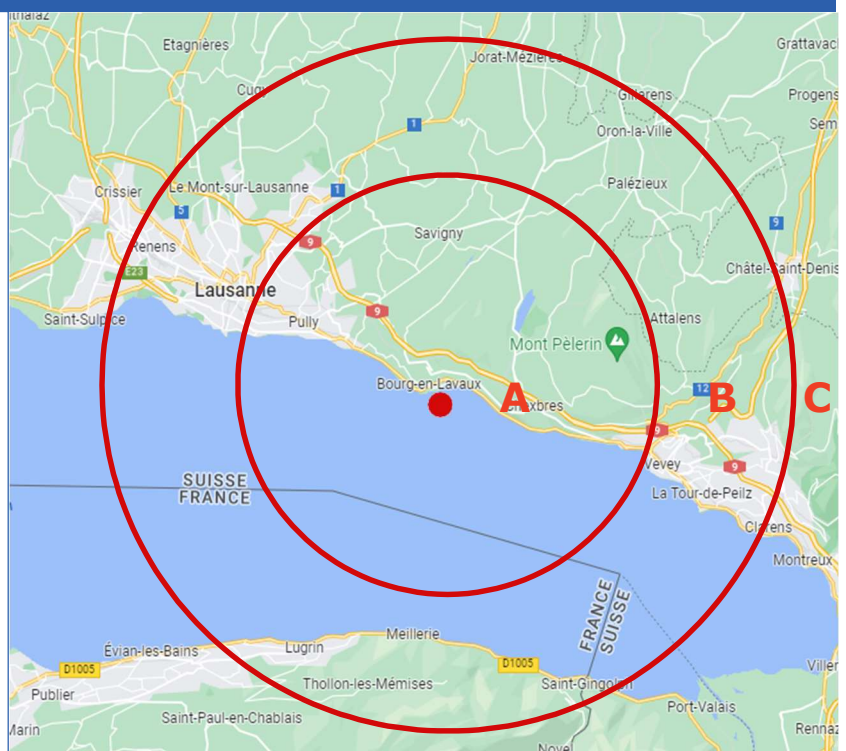 Etagnières
Grattavac
Jorat-Mézières
Cugy
Gillarens
Progens
1
Oron-la-Ville
Sem
Crissier
Le Mont-sur-Lausanne
1
Palézieux
5
9
Renens
9
Savigny
E23
Châtel-Saint-Denis
Lausanne
Saint-Sulpice
Pully
9
Attalens
Mont Pèlerin
Bourg-en-Lavaux
A
12
B
C
Chexbres
9
Vevey
9
SUISSE
FRANCE
La Tour-de-Peilz
Clarens
Montreux
FRANCE
SUISSE
Meillerie
Évian-les-Bains
Lugrin
D1005
D1005
Viller
Publier
Thollon-les-Mémises
Saint-Gingolph
Port-Valais
Saint-Paul-en-Chablais
Marin
Rennaz
Novel